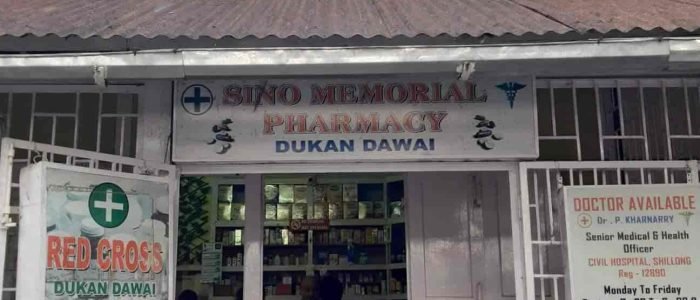 SINO MEMORIAL
PHARMACY
DUKAN DAWAI
RED CROSS
DUKAN DAWAI
DOCTOR AVAILABLE
Dr. P. KHARNARRY
Senior Medical & Health
Officer
CIVIL HOSPITAL, SHILLONG
Reg - 12890
Monday To Friday